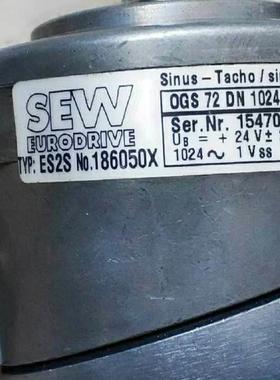 SEW
EURODRIVE
TYP: ES2S No.186050X
Sinus-Tacho / si
OGS 72 DN 1024
Ser.Nr. 15470
UB = + 24 V ±
1024 ~ 1 Vss